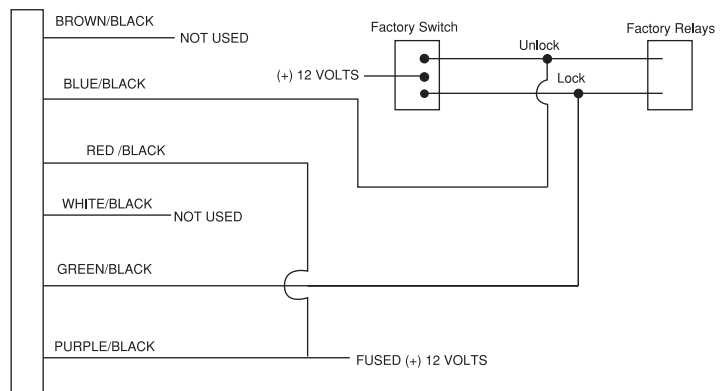 BROWN/BLACK
NOT USED
Factory Switch
Factory Relays
Unlock
(+) 12 VOLTS
Lock
BLUE/BLACK
RED /BLACK
WHITE/BLACK
NOT USED
GREEN/BLACK
PURPLE/BLACK
FUSED (+) 12 VOLTS